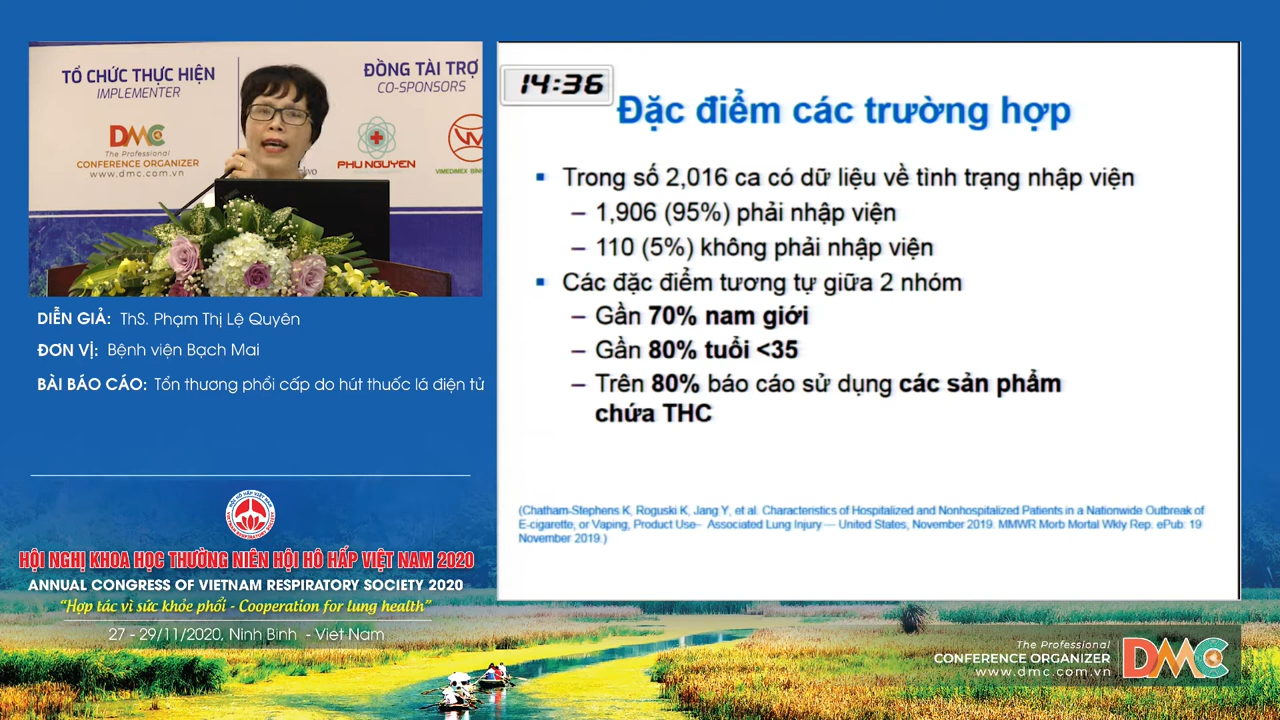 TỔ CHỨC THỰC HIỆN
IMPLEMENTER
DMC
The Professional
CONFERENCE ORGANIZER
www.dmc.com.vn
ĐỒNG TÀI TRỢ
CO-SPONSORS
PHU NGUYEN
VIMEDIMEX BÌNH
DIỄN GIẢ: ThS. Phạm Thị Lệ Quyên
ĐƠN VỊ: Bệnh viện Bạch Mai
BÀI BÁO CÁO: Tổn thương phổi cấp do hút thuốc lá điện tử
HỘI HÔ HẤP VIỆT NAM
HỘI NGHỊ KHOA HỌC THƯỜNG NIÊN HỘI HÔ HẤP VIỆT NAM 2020
ANNUAL CONGRESS OF VIETNAM RESPIRATORY SOCIETY 2020
“Hợp tác vì sức khỏe phổi - Cooperation for lung health”
27 - 29/11/2020, Ninh Bình - Việt Nam
14:36
Đặc điểm các trường hợp
▪ Trong số 2,016 ca có dữ liệu về tình trạng nhập viện
– 1,906 (95%) phải nhập viện
– 110 (5%) không phải nhập viện
▪ Các đặc điểm tương tự giữa 2 nhóm
– Gần 70% nam giới
– Gần 80% tuổi <35
– Trên 80% báo cáo sử dụng các sản phẩm
chứa THC
(Chatham-Stephens K, Roguski K, Jang Y, et al. Characteristics of Hospitalized and Nonhospitalized Patients in a Nationwide Outbreak of
E-cigarette, or Vaping, Product Use– Associated Lung Injury — United States, November 2019. MMWR Morb Mortal Wkly Rep. ePub: 19
November 2019.)
The Professional
CONFERENCE ORGANIZER
www.dmc.com.vn
DMC